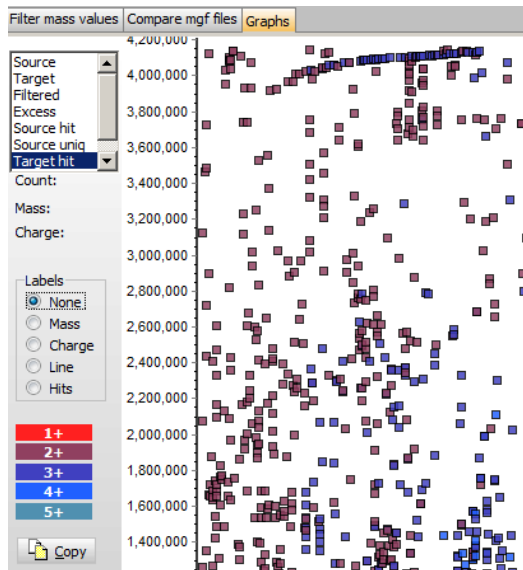 Filter mass values Compare mgf files Graphs
Source
Target
Filtered
Excess
Source hit
Source uniq
Target hit
Count:
Mass:
Charge:
Labels
None
Mass
Charge
Line
Hits
1+
2+
3+
4+
5+
Copy
4,200,000
4,000,000
3,800,000
3,600,000
3,400,000
3,200,000
3,000,000
2,800,000
2,600,000
2,400,000
2,200,000
2,000,000
1,800,000
1,600,000
1,400,000